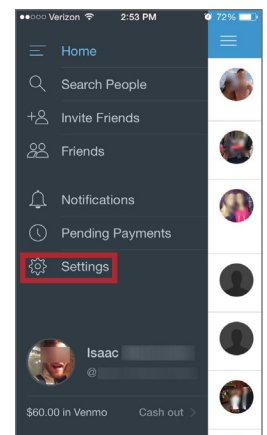 Verizon 2:53 PM 72%
Home
Search People
Invite Friends
Friends
Notifications
Pending Payments
Settings
Isaac
@
$60.00 in Venmo Cash out >